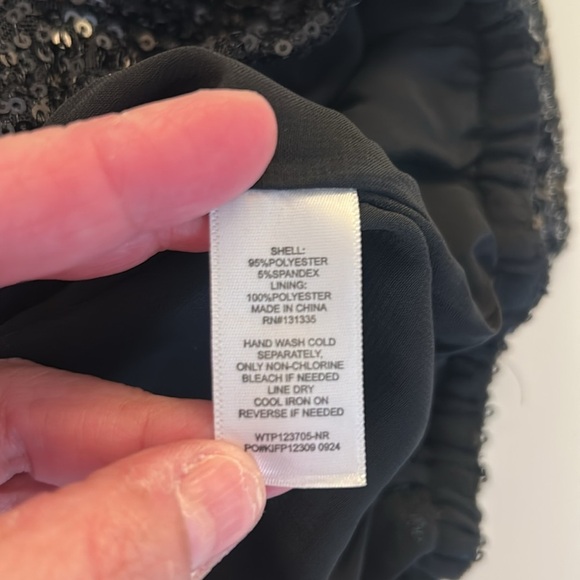 SHELL:
95%POLYESTER
5%SPANDEX
LINING:
100%POLYESTER
MADE IN CHINA
RN#131335
HAND WASH COLD
SEPARATELY,
ONLY NON-CHLORINE
BLEACH IF NEEDED
LINE DRY
COOL IRON ON
REVERSE IF NEEDED
WTP123705-NR
PO#KIFP12309 0924